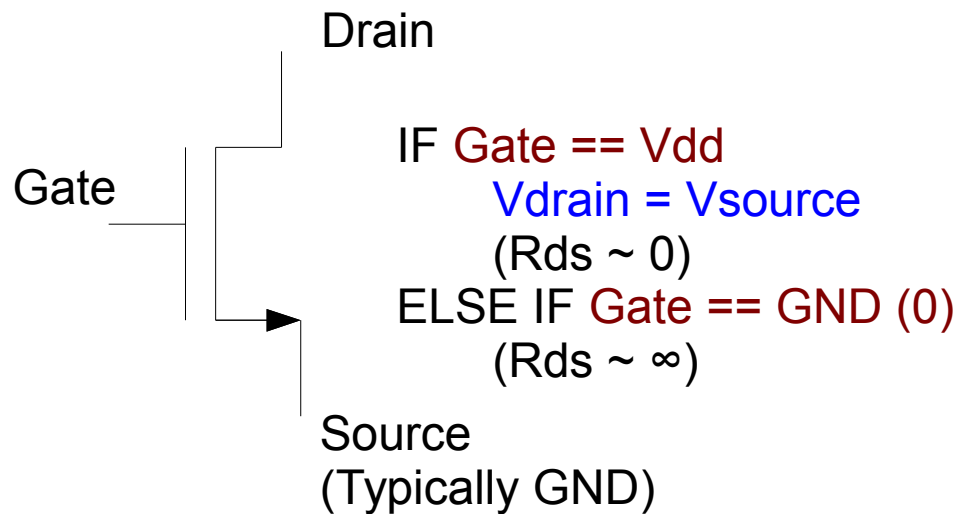 Drain
Gate
IF Gate == Vdd
Vdrain = Vsource
(Rds ~ 0)
ELSE IF Gate == GND (0)
(Rds ~ ∞)
Source
(Typically GND)